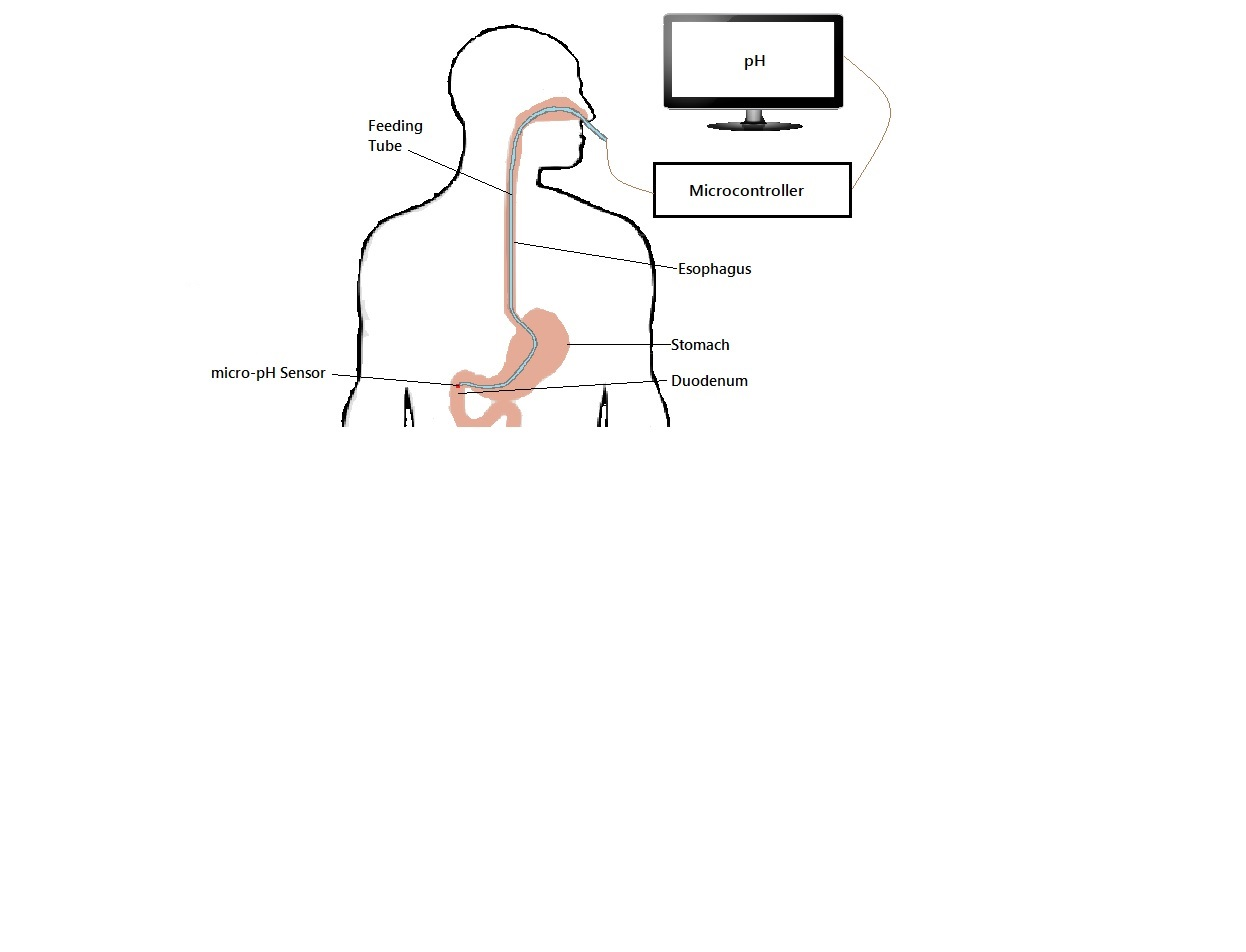 pH
Feeding
Tube
Microcontroller
Esophagus
Stomach
micro-pH Sensor
Duodenum